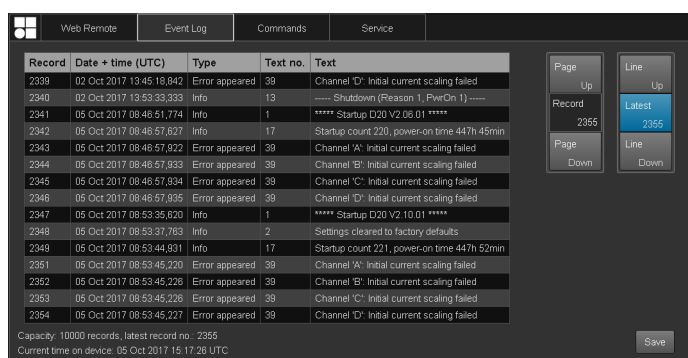 Web Remote Event Log Commands Service
Record Date + time (UTC) Type Text no. Text
2339 02 Oct 2017 13:45:18,842 Error appeared 39 Channel 'D': Initial current scaling failed
2340 02 Oct 2017 13:53:33,333 Info 13 ----- Shutdown (Reason 1, PwrOn 1) -----
2341 05 Oct 2017 08:46:51,774 Info 1 ***** Startup D20 V2.06.01 *****
2342 05 Oct 2017 08:46:57,627 Info 17 Startup count 220, power-on time 447h 45min
2343 05 Oct 2017 08:46:57,922 Error appeared 39 Channel 'A': Initial current scaling failed
2344 05 Oct 2017 08:46:57,933 Error appeared 39 Channel 'B': Initial current scaling failed
2345 05 Oct 2017 08:46:57,934 Error appeared 39 Channel 'C': Initial current scaling failed
2346 05 Oct 2017 08:46:57,935 Error appeared 39 Channel 'D': Initial current scaling failed
2347 05 Oct 2017 08:53:35,620 Info 1 ***** Startup D20 V2.10.01 *****
2348 05 Oct 2017 08:53:37,763 Info 2 Settings cleared to factory defaults
2349 05 Oct 2017 08:53:44,931 Info 17 Startup count 221, power-on time 447h 52min
2351 05 Oct 2017 08:53:45,220 Error appeared 39 Channel 'A': Initial current scaling failed
2352 05 Oct 2017 08:53:45,226 Error appeared 39 Channel 'B': Initial current scaling failed
2353 05 Oct 2017 08:53:45,226 Error appeared 39 Channel 'C': Initial current scaling failed
2354 05 Oct 2017 08:53:45,227 Error appeared 39 Channel 'D': Initial current scaling failed
Page
Up
Record
2355
Page
Down
Line
Up
Latest
2355
Line
Down
Capacity: 10000 records, latest record no.: 2355
Current time on device: 05 Oct 2017 15:17:26 UTC
Save